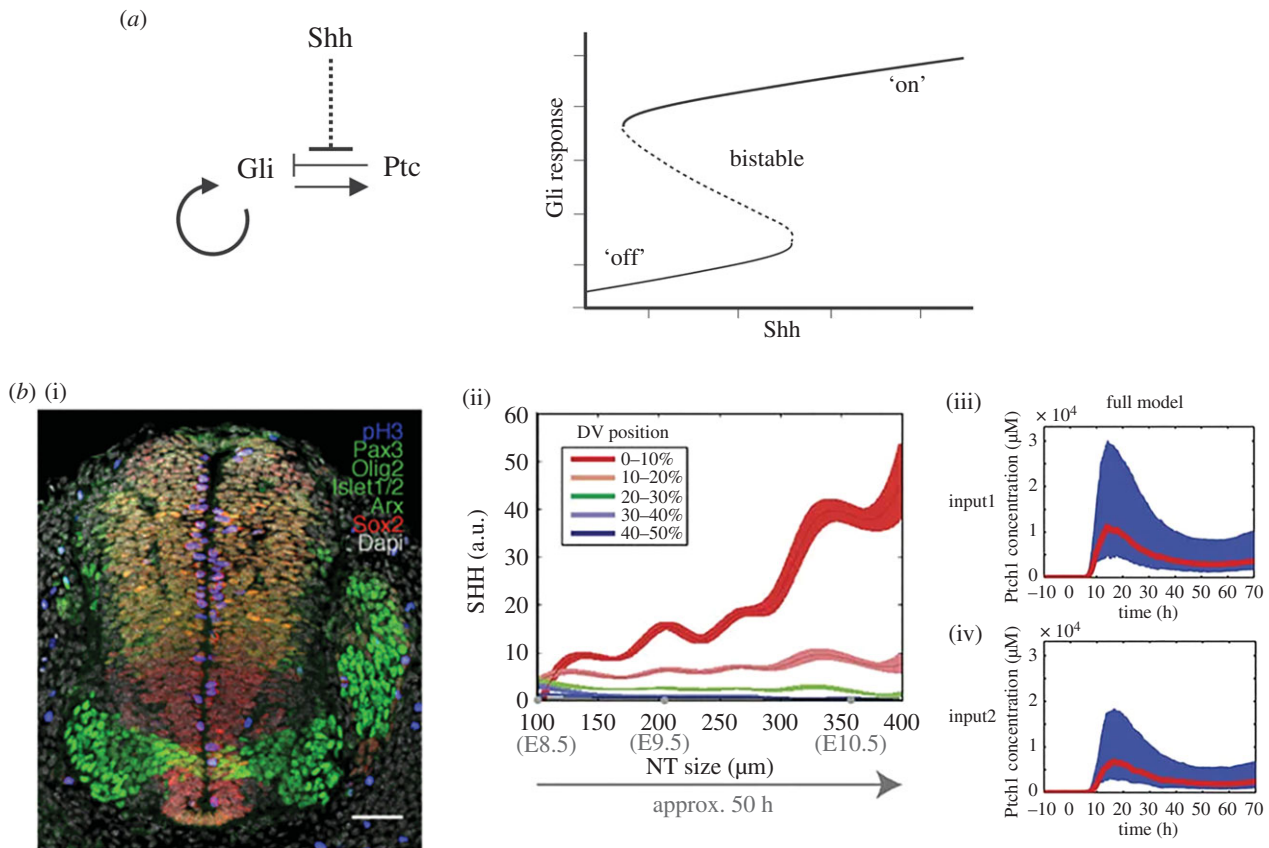 (a)
Shh
Gli
Ptc
Gli response
'on'
bistable
'off'
Shh
(b) (i)
pH3
Pax3
Olig2
Islet1/2
Arx
Sox2
Dapi
(ii)
SHH (a.u.)
60
50
40
30
20
10
0
DV position
0–10%
10–20%
20–30%
30–40%
40–50%
100 150 200 250 300 350 400
(E8.5) (E9.5) (E10.5)
NT size (µm)
approx. 50 h
(iii)
full model
× 10⁴
input1
Ptch1 concentration (µM)
3
2
1
0
–10 0 10 20 30 40 50 60 70
time (h)
(iv)
× 10⁴
input2
Ptch1 concentration (µM)
3
2
1
0
–10 0 10 20 30 40 50 60 70
time (h)